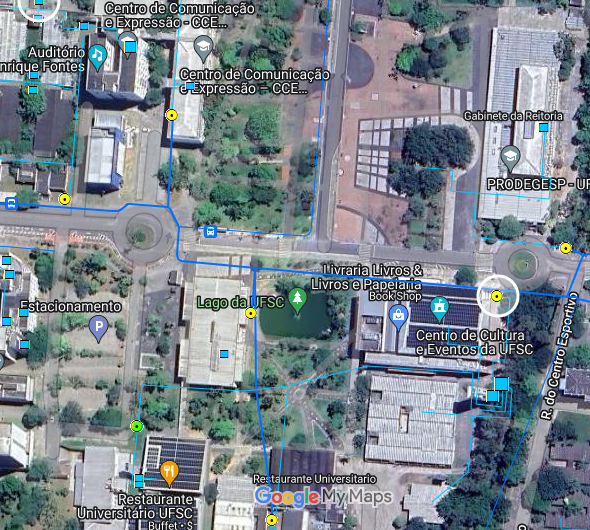 Centro de Comunicação
e Expressão - CCE...
Auditório
nrique Fontes
Centro de Comunicação
e Expressão – CCE...
Gabinete da Reitoria
PRODEGESP - UF
Livraria Livros &
Livros e Papelaria
Book Shop
Lago da UFSC
Estacionamento
P
Centro de Cultura
e Eventos da UFSC
R. do Centro Esportivo
Restaurante Universitario
Google My Maps
Restaurante
Universitário UFSC
Buffet • $